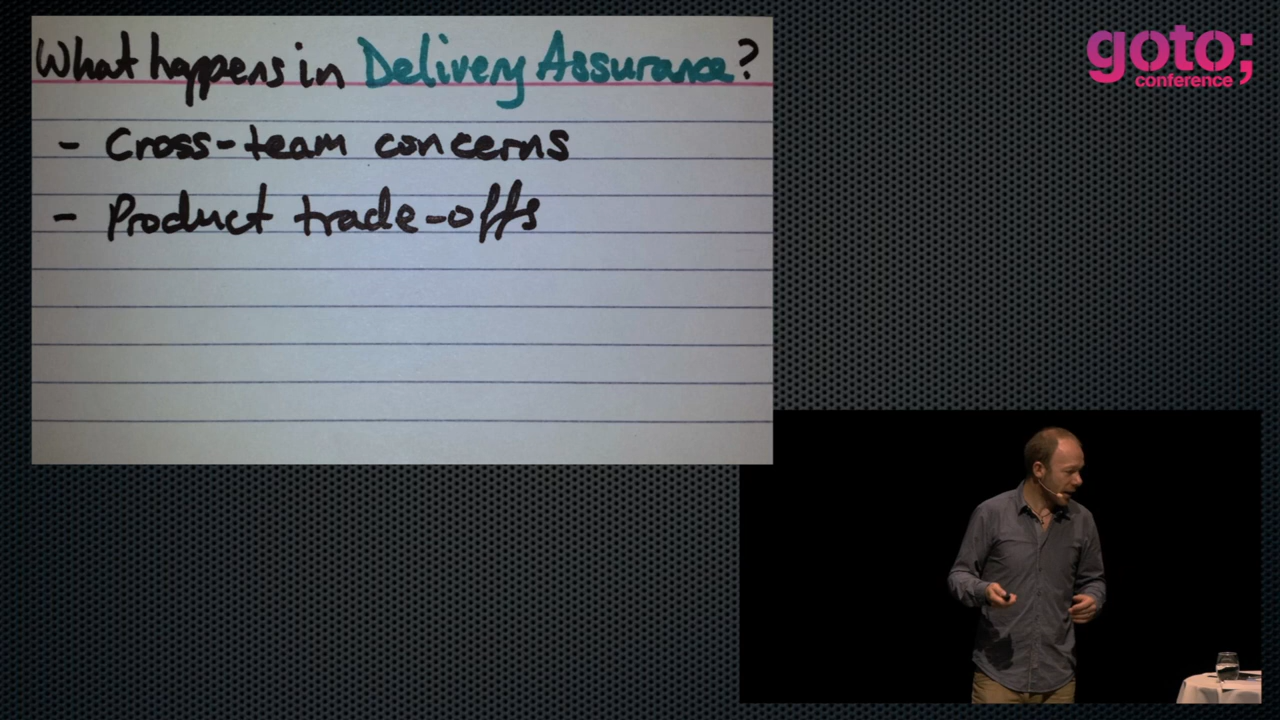 What happens in Delivery Assurance?
- Cross-team concerns
- Product trade-offs
goto;
conference